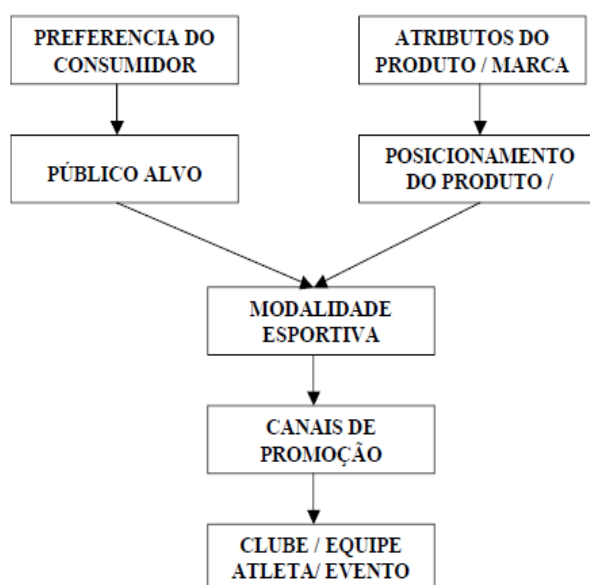 PREFERENCIA DO
CONSUMIDOR
ATRIBUTOS DO
PRODUTO / MARCA
PÚBLICO ALVO
POSICIONAMENTO
DO PRODUTO /
MODALIDADE
ESPORTIVA
CANAIS DE
PROMOÇÃO
CLUBE / EQUIPE
ATLETA/ EVENTO